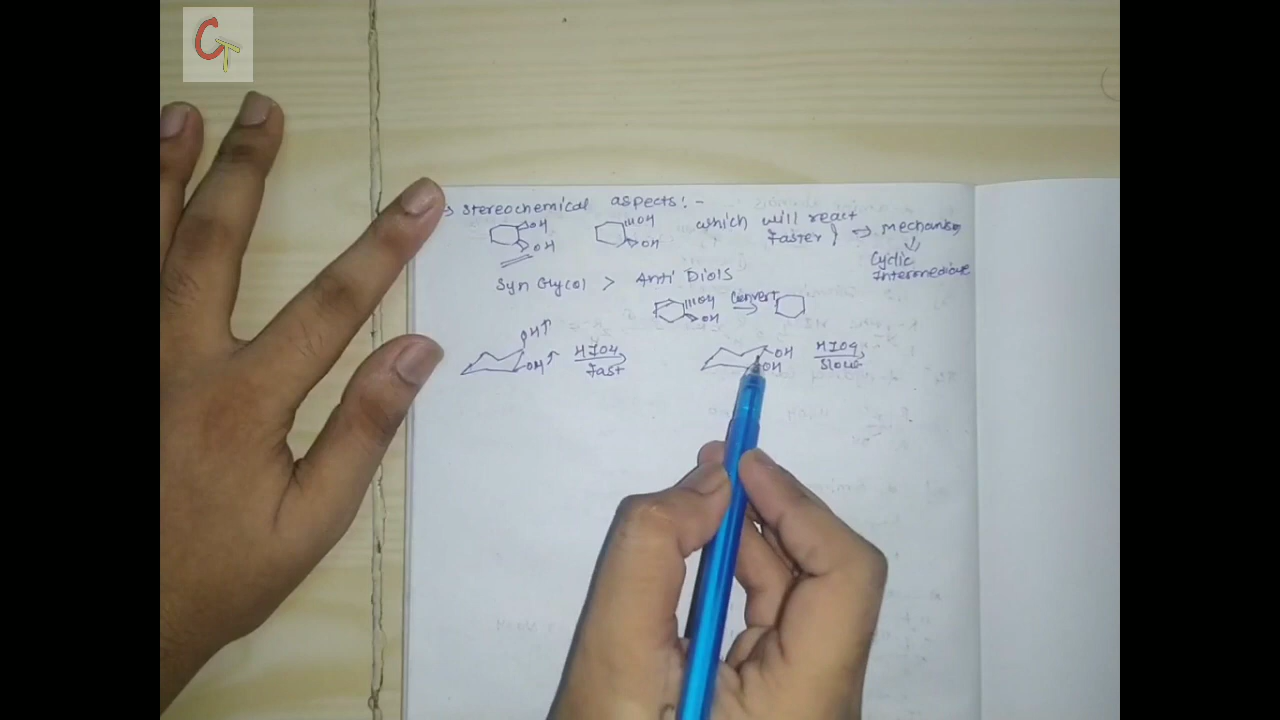 CT
→ Stereochemical aspects:-
OH OH OH OH which will react faster} ⇒ Mechanism
↓
Cyclic
Intermediate
Syn Glycol > Anti Diols
OH OH Convert
OH↑ OH↑ HIO4 Fast
OH OH HIO4 Slow